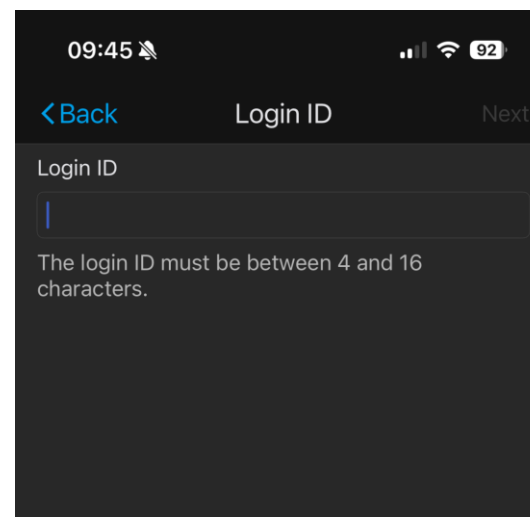 09:45 92
Back Login ID Next
Login ID
The login ID must be between 4 and 16
characters.